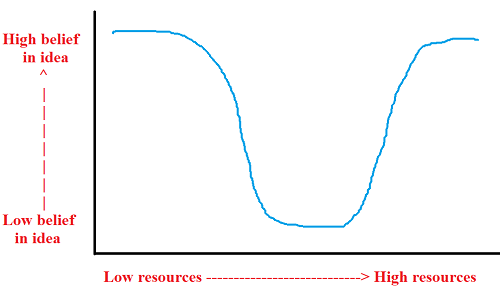 High belief
in idea
^
Low belief
in idea
Low resources ----------------------------> High resources